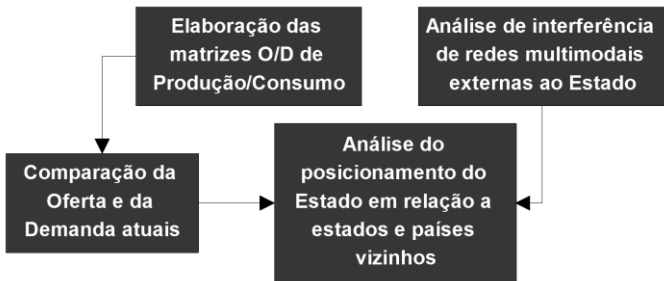 Elaboração das
matrizes O/D de
Produção/Consumo
Análise de interferência
de redes multimodais
externas ao Estado
Comparação da
Oferta e da
Demanda atuais
Análise do
posicionamento do
Estado em relação a
estados e países
vizinhos